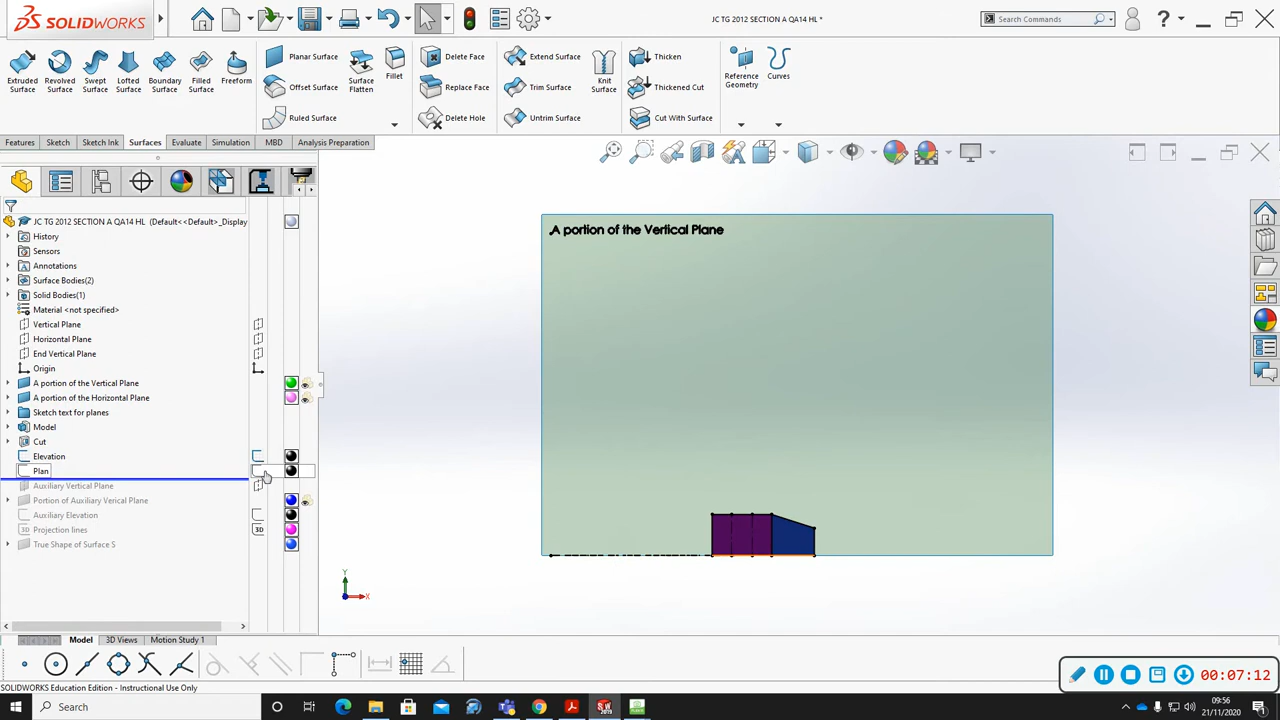 SOLIDWORKS
JC TG 2012 SECTION A QA14 HL *
Search Commands
Extruded Surface
Revolved Surface
Swept Surface
Lofted Surface
Boundary Surface
Filled Surface
Freeform
Planar Surface
Offset Surface
Ruled Surface
Surface Flatten
Fillet
Delete Face
Replace Face
Delete Hole
Extend Surface
Trim Surface
Untrim Surface
Knit Surface
Thicken
Thickened Cut
Cut With Surface
Reference Geometry
Curves
Features
Sketch
Sketch Ink
Surfaces
Evaluate
Simulation
MBD
Analysis Preparation
JC TG 2012 SECTION A QA14 HL (Default<<Default>_Display
History
Sensors
Annotations
Surface Bodies(2)
Solid Bodies(1)
Material <not specified>
Vertical Plane
Horizontal Plane
End Vertical Plane
Origin
A portion of the Vertical Plane
A portion of the Horizontal Plane
Sketch text for planes
Model
Cut
Elevation
Plan
Auxiliary Vertical Plane
Portion of Auxiliary Verical Plane
Auxiliary Elevation
Projection lines
3D
True Shape of Surface S
A portion of the Vertical Plane
Y
X
Model
3D Views
Motion Study 1
SOLIDWORKS Education Edition - Instructional Use Only
00:07:12
Search
09:56
21/11/2020